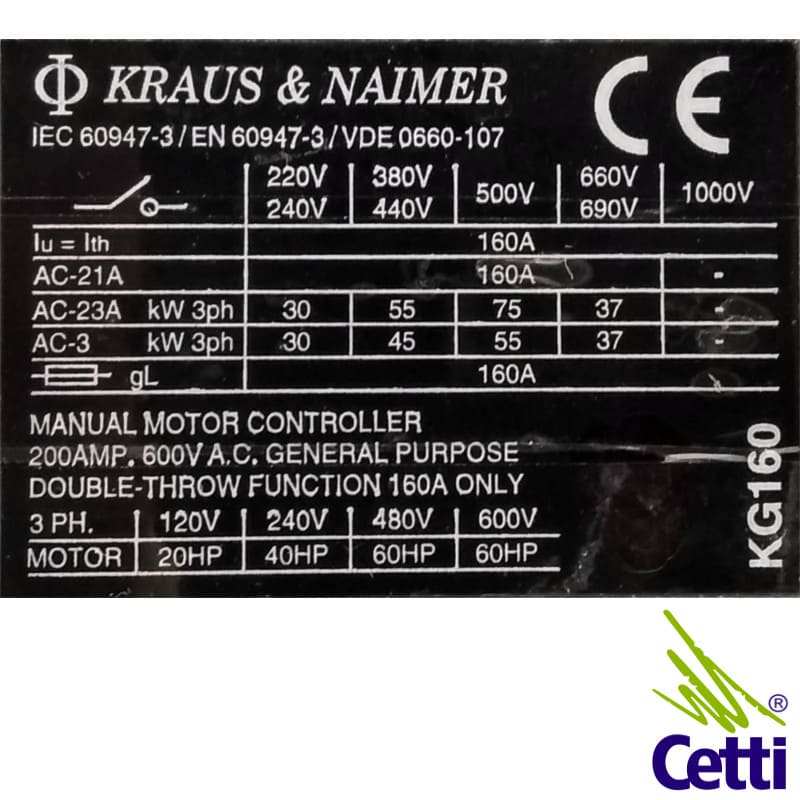 KRAUS & NAIMER
CE
IEC 60947-3 / EN 60947-3 / VDE 0660-107
220V 240V 380V 440V 500V 660V 690V 1000V
Iu = Ith 160A
AC-21A 160A -
AC-23A kW 3ph 30 55 75 37 -
AC-3 kW 3ph 30 45 55 37 -
gL 160A
MANUAL MOTOR CONTROLLER
200AMP. 600V A.C. GENERAL PURPOSE
DOUBLE-THROW FUNCTION 160A ONLY
3 PH. 120V 240V 480V 600V
MOTOR 20HP 40HP 60HP 60HP
KG160
Cetti®